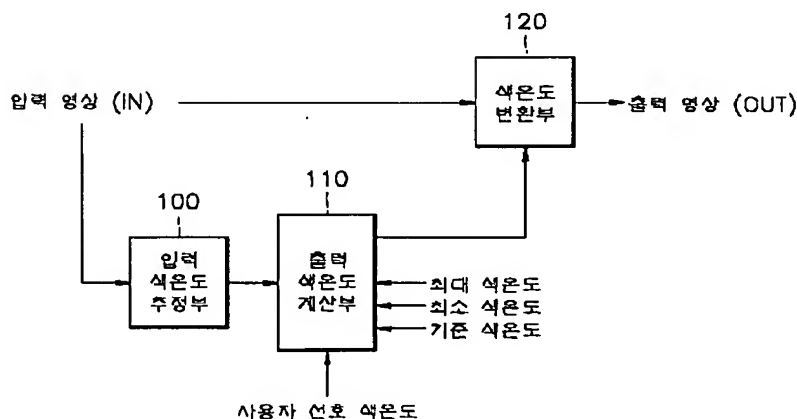 120
입력 영상 (IN)
색온도
변환부
출력 영상 (OUT)
100
110
입력
색온도
추정부
출력
색온도
계산부
최대 색온도
최소 색온도
기준 색온도
사용자 선호 색온도